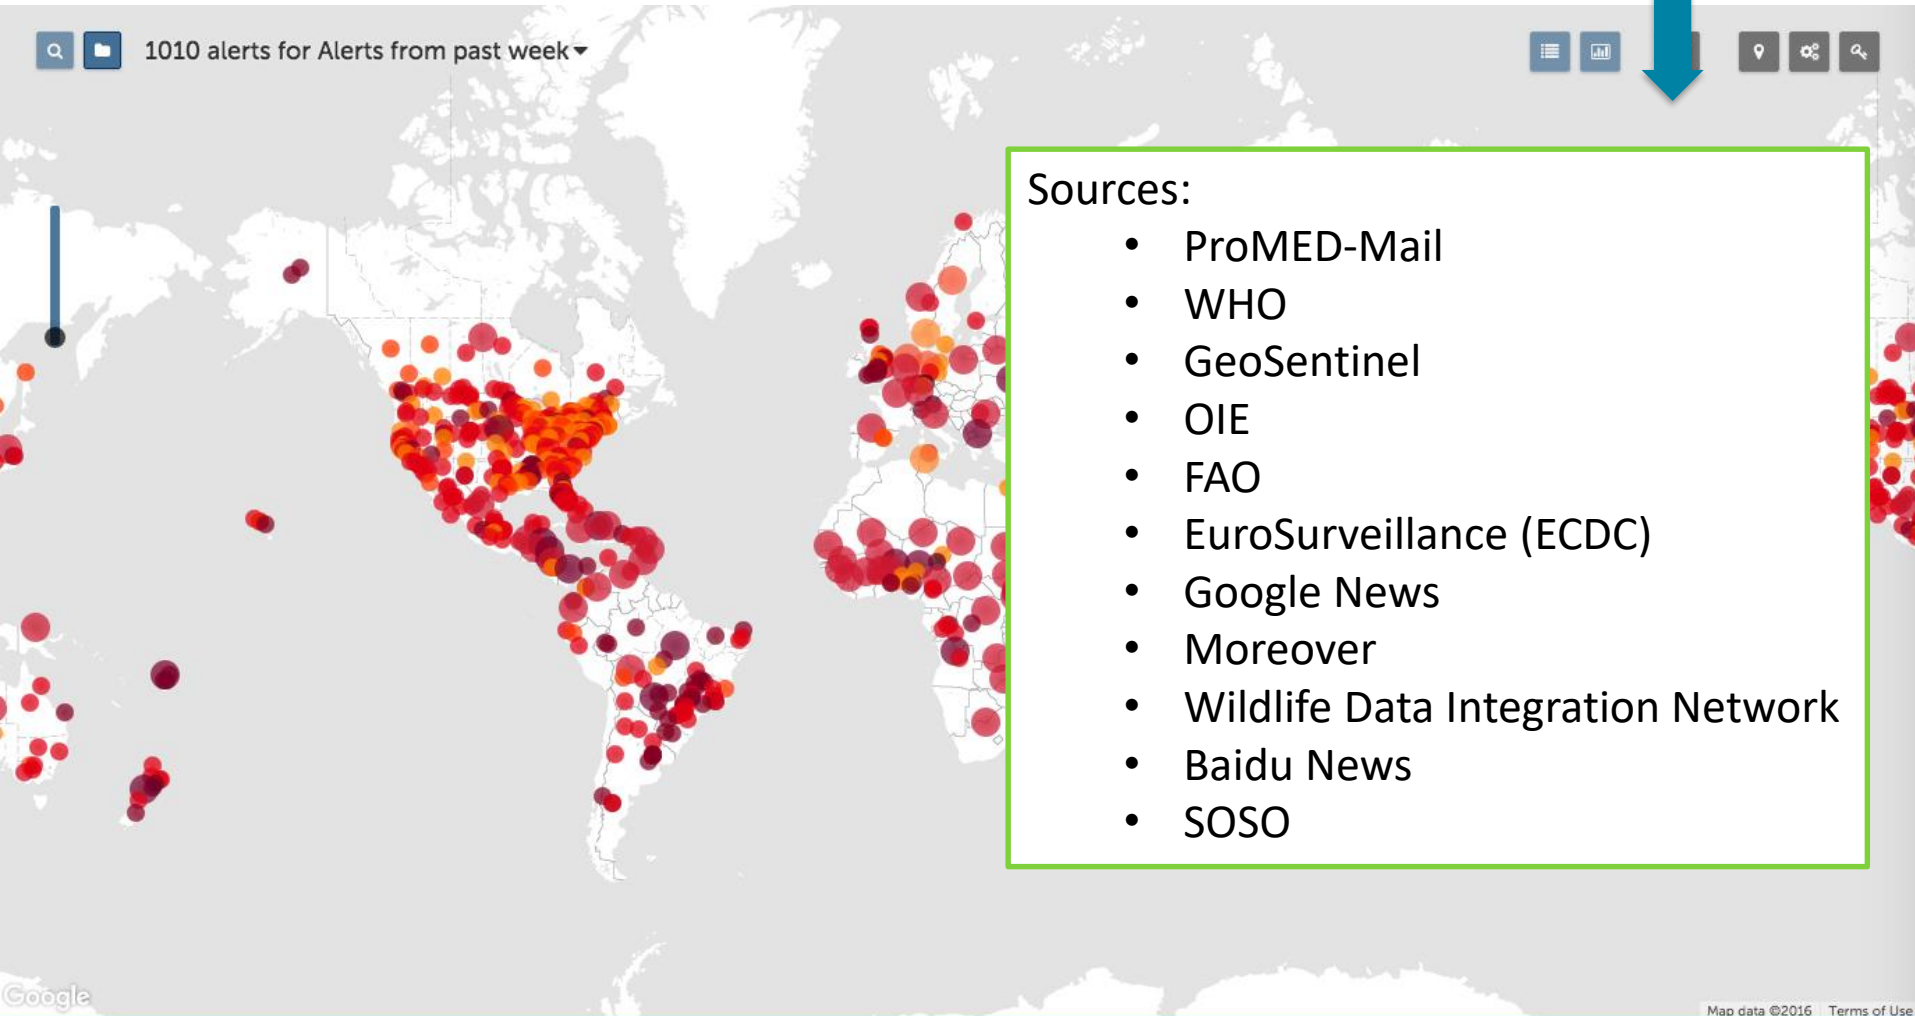 1010 alerts for Alerts from past week
Sources:
• ProMED-Mail
• WHO
• GeoSentinel
• OIE
• FAO
• EuroSurveillance (ECDC)
• Google News
• Moreover
• Wildlife Data Integration Network
• Baidu News
• SOSO
Google
Map data ©2016 Terms of Use